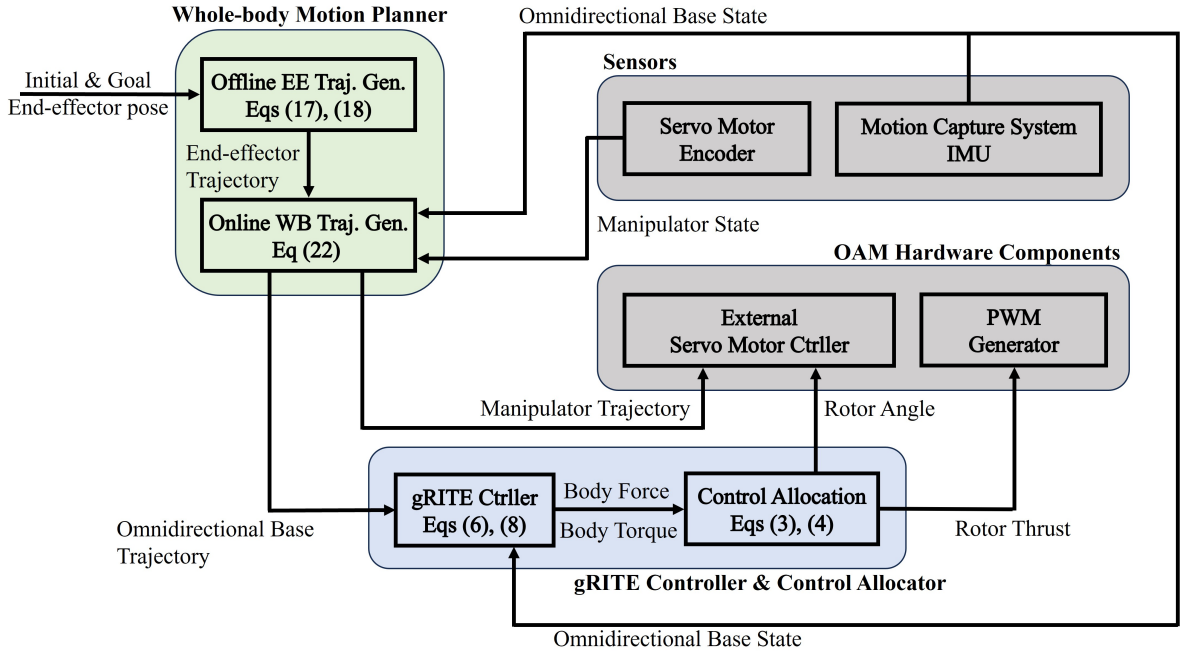 Whole-body Motion Planner
Omnidirectional Base State
Initial & Goal
End-effector pose
Offline EE Traj. Gen.
Eqs (17), (18)
End-effector
Trajectory
Online WB Traj. Gen.
Eq (22)
Sensors
Servo Motor
Encoder
Motion Capture System
IMU
Manipulator State
OAM Hardware Components
External
Servo Motor Ctrller
PWM
Generator
Manipulator Trajectory
Rotor Angle
Omnidirectional Base
Trajectory
gRITE Ctrller
Eqs (6), (8)
Body Force
Body Torque
Control Allocation
Eqs (3), (4)
Rotor Thrust
gRITE Controller & Control Allocator
Omnidirectional Base State